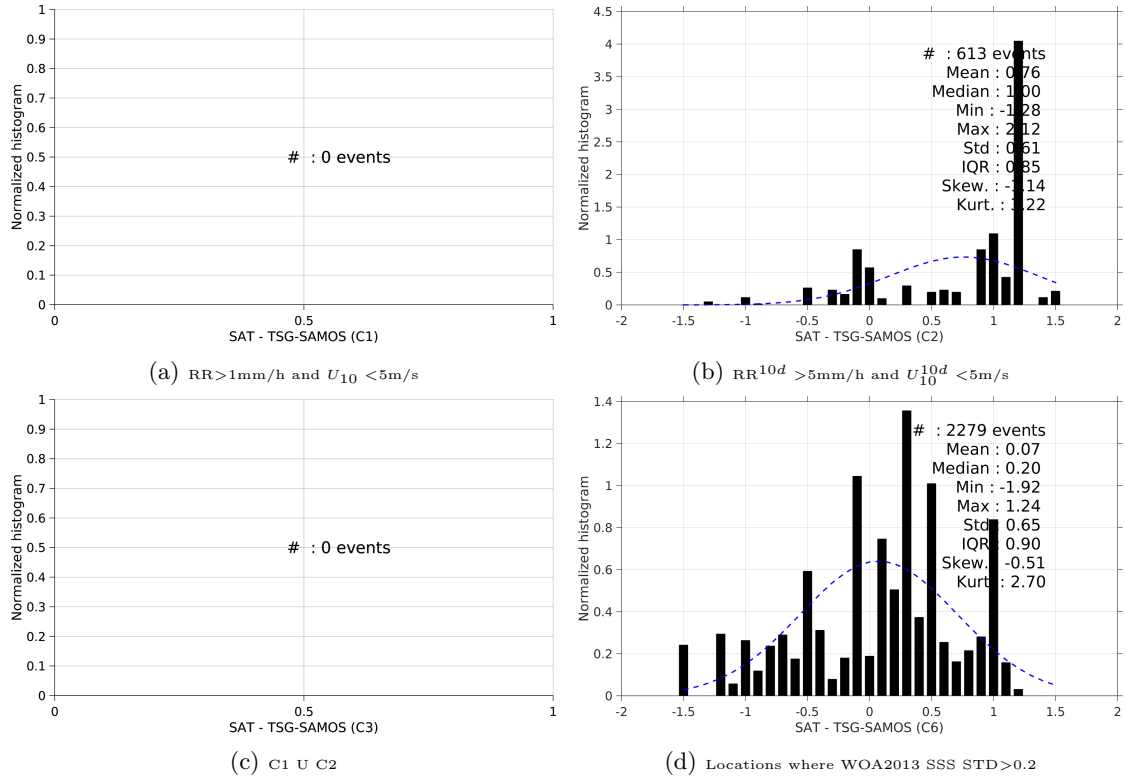 1
0.9
0.8
0.7
0.6
0.5
0.4
0.3
0.2
0.1
0
Normalized histogram
# : 0 events
0 0.5 1
SAT - TSG-SAMOS (C1)
(a) RR>1mm/h and U10 <5m/s
4.5
4
3.5
3
2.5
2
1.5
1
0.5
0
Normalized histogram
# : 613 events
Mean : 0.76
Median : 1.00
Min : -1.28
Max : 2.12
Std : 0.61
IQR : 0.85
Skew. : -1.14
Kurt. : 3.22
-2 -1.5 -1 -0.5 0 0.5 1 1.5 2
SAT - TSG-SAMOS (C2)
(b) RR10d >5mm/h and U10d10 <5m/s
1
0.9
0.8
0.7
0.6
0.5
0.4
0.3
0.2
0.1
0
Normalized histogram
# : 0 events
0 0.5 1
SAT - TSG-SAMOS (C3)
(c) C1 U C2
1.4
1.2
1
0.8
0.6
0.4
0.2
0
Normalized histogram
# : 2279 events
Mean : 0.07
Median : 0.20
Min : -1.92
Max : 1.24
Std : 0.65
IQR : 0.90
Skew. : -0.51
Kurt. : 2.70
-2 -1.5 -1 -0.5 0 0.5 1 1.5 2
SAT - TSG-SAMOS (C6)
(d) Locations where WOA2013 SSS STD>0.2